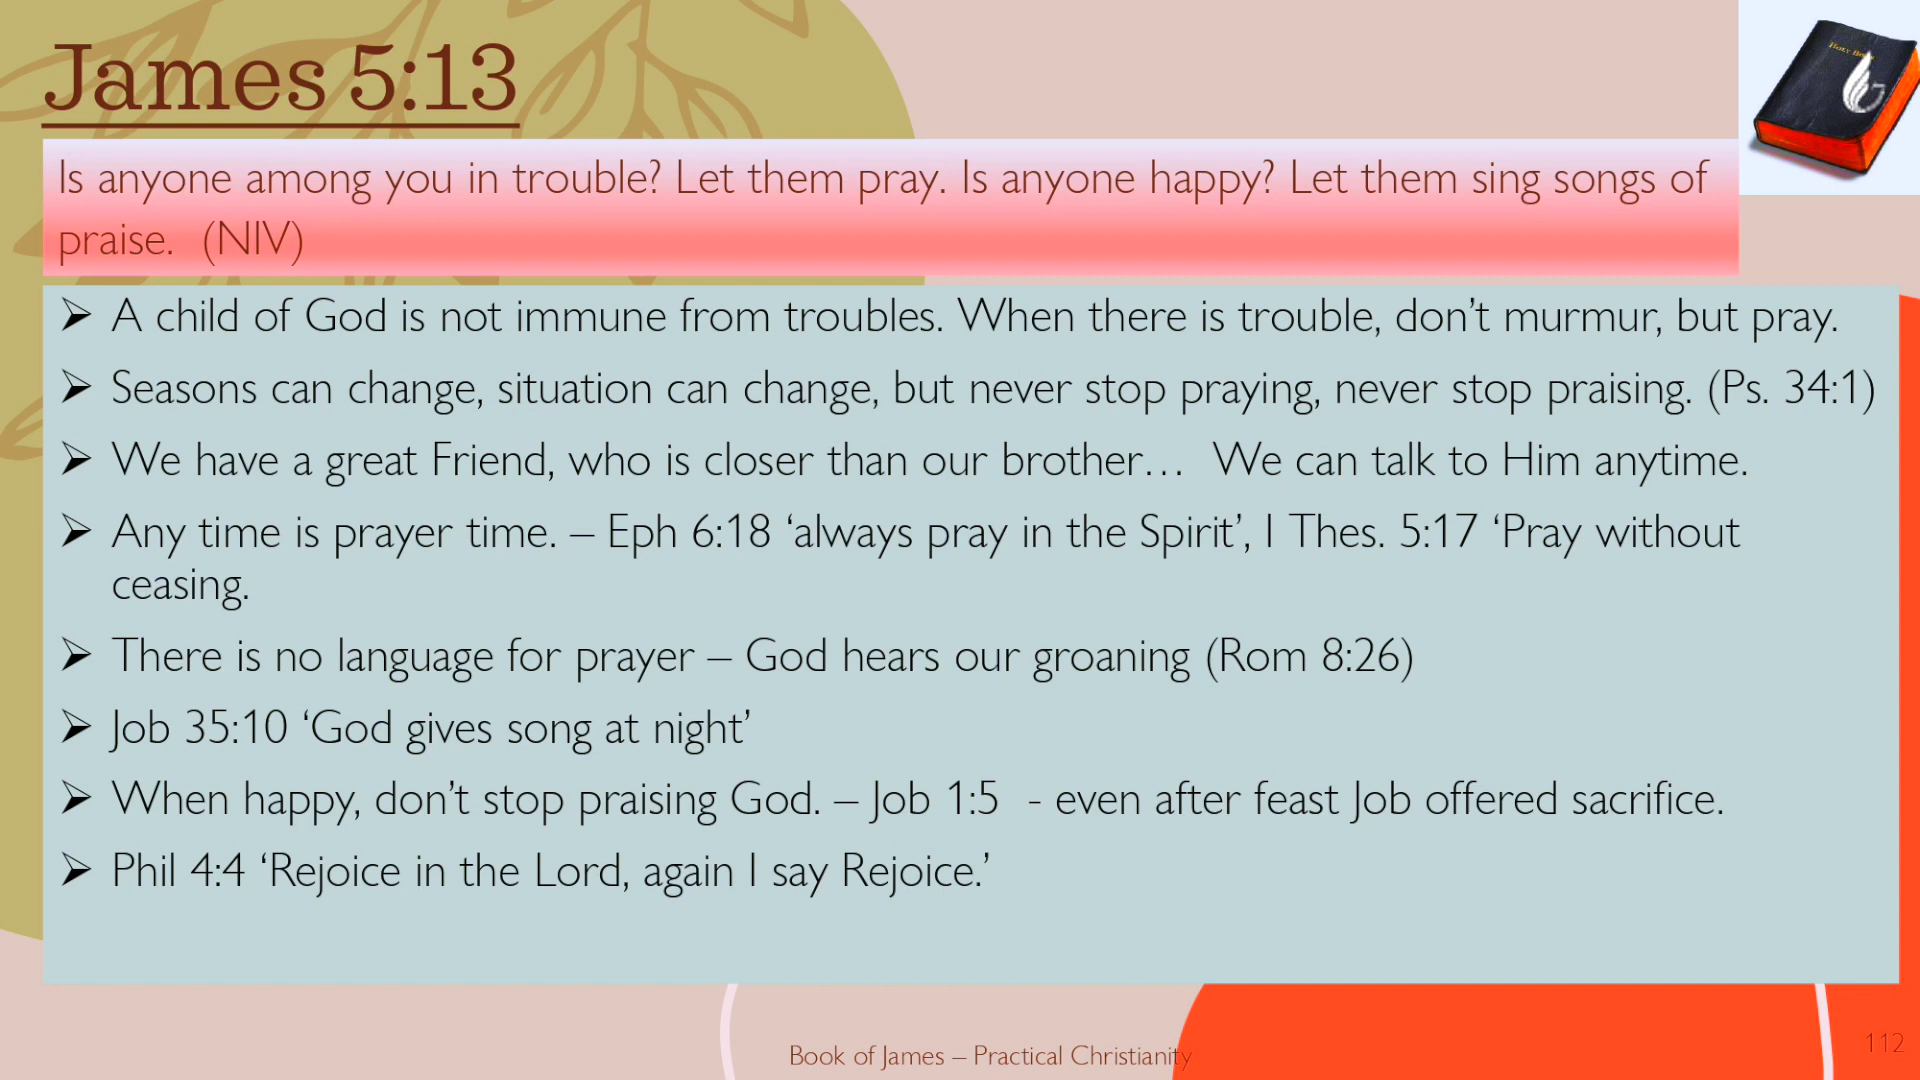 James 5:13
Is anyone among you in trouble? Let them pray. Is anyone happy? Let them sing songs of
praise.  (NIV)
➢ A child of God is not immune from troubles. When there is trouble, don’t murmur, but pray.
➢ Seasons can change, situation can change, but never stop praying, never stop praising. (Ps. 34:1)
➢ We have a great Friend, who is closer than our brother…  We can talk to Him anytime.
➢ Any time is prayer time. – Eph 6:18 ‘always pray in the Spirit’, I Thes. 5:17 ‘Pray without
ceasing.
➢ There is no language for prayer – God hears our groaning (Rom 8:26)
➢ Job 35:10 ‘God gives song at night’
➢ When happy, don’t stop praising God. – Job 1:5  - even after feast Job offered sacrifice.
➢ Phil 4:4 ‘Rejoice in the Lord, again I say Rejoice.’
Book of James – Practical Christianity
112